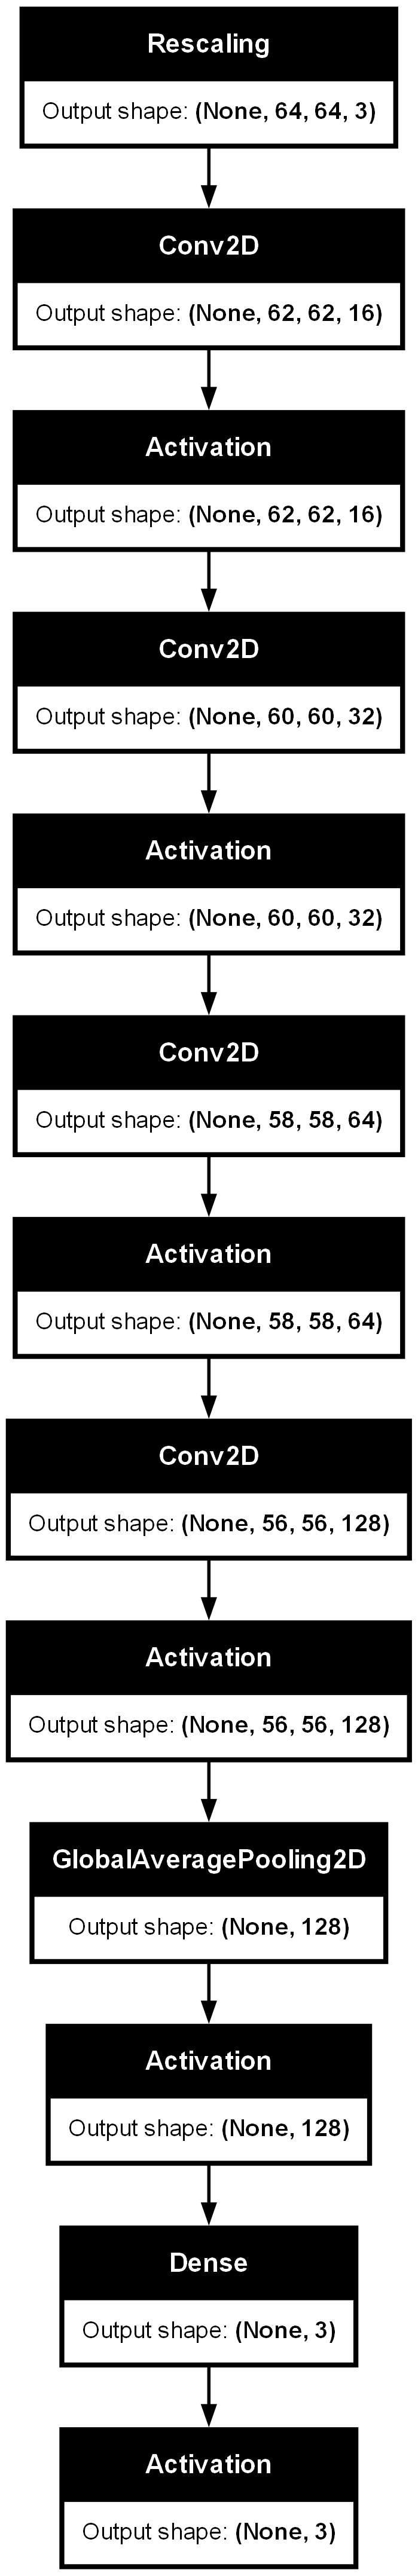 Rescaling
Output shape: (None, 64, 64, 3)
Conv2D
Output shape: (None, 62, 62, 16)
Activation
Output shape: (None, 62, 62, 16)
Conv2D
Output shape: (None, 60, 60, 32)
Activation
Output shape: (None, 60, 60, 32)
Conv2D
Output shape: (None, 58, 58, 64)
Activation
Output shape: (None, 58, 58, 64)
Conv2D
Output shape: (None, 56, 56, 128)
Activation
Output shape: (None, 56, 56, 128)
GlobalAveragePooling2D
Output shape: (None, 128)
Activation
Output shape: (None, 128)
Dense
Output shape: (None, 3)
Activation
Output shape: (None, 3)